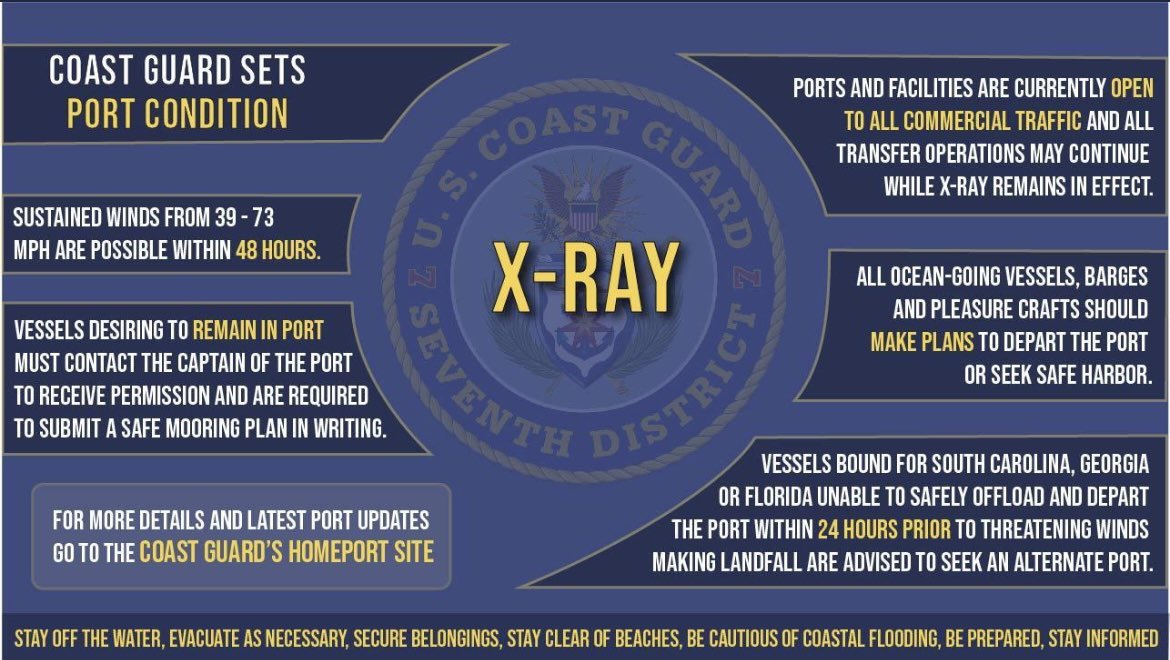 COAST GUARD SETS
PORT CONDITION
SUSTAINED WINDS FROM 39 - 73
MPH ARE POSSIBLE WITHIN 48 HOURS.
VESSELS DESIRING TO REMAIN IN PORT
MUST CONTACT THE CAPTAIN OF THE PORT
TO RECEIVE PERMISSION AND ARE REQUIRED
TO SUBMIT A SAFE MOORING PLAN IN WRITING.
FOR MORE DETAILS AND LATEST PORT UPDATES
GO TO THE COAST GUARD'S HOMEPORT SITE
U. S. COAST GUARD
X-RAY
7 7
SEVENTH DISTRICT
PORTS AND FACILITIES ARE CURRENTLY OPEN
TO ALL COMMERCIAL TRAFFIC AND ALL
TRANSFER OPERATIONS MAY CONTINUE
WHILE X-RAY REMAINS IN EFFECT.
ALL OCEAN-GOING VESSELS, BARGES
AND PLEASURE CRAFTS SHOULD
MAKE PLANS TO DEPART THE PORT
OR SEEK SAFE HARBOR.
VESSELS BOUND FOR SOUTH CAROLINA, GEORGIA
OR FLORIDA UNABLE TO SAFELY OFFLOAD AND DEPART
THE PORT WITHIN 24 HOURS PRIOR TO THREATENING WINDS
MAKING LANDFALL ARE ADVISED TO SEEK AN ALTERNATE PORT.
STAY OFF THE WATER, EVACUATE AS NECESSARY, SECURE BELONGINGS, STAY CLEAR OF BEACHES, BE CAUTIOUS OF COASTAL FLOODING, BE PREPARED, STAY INFORMED